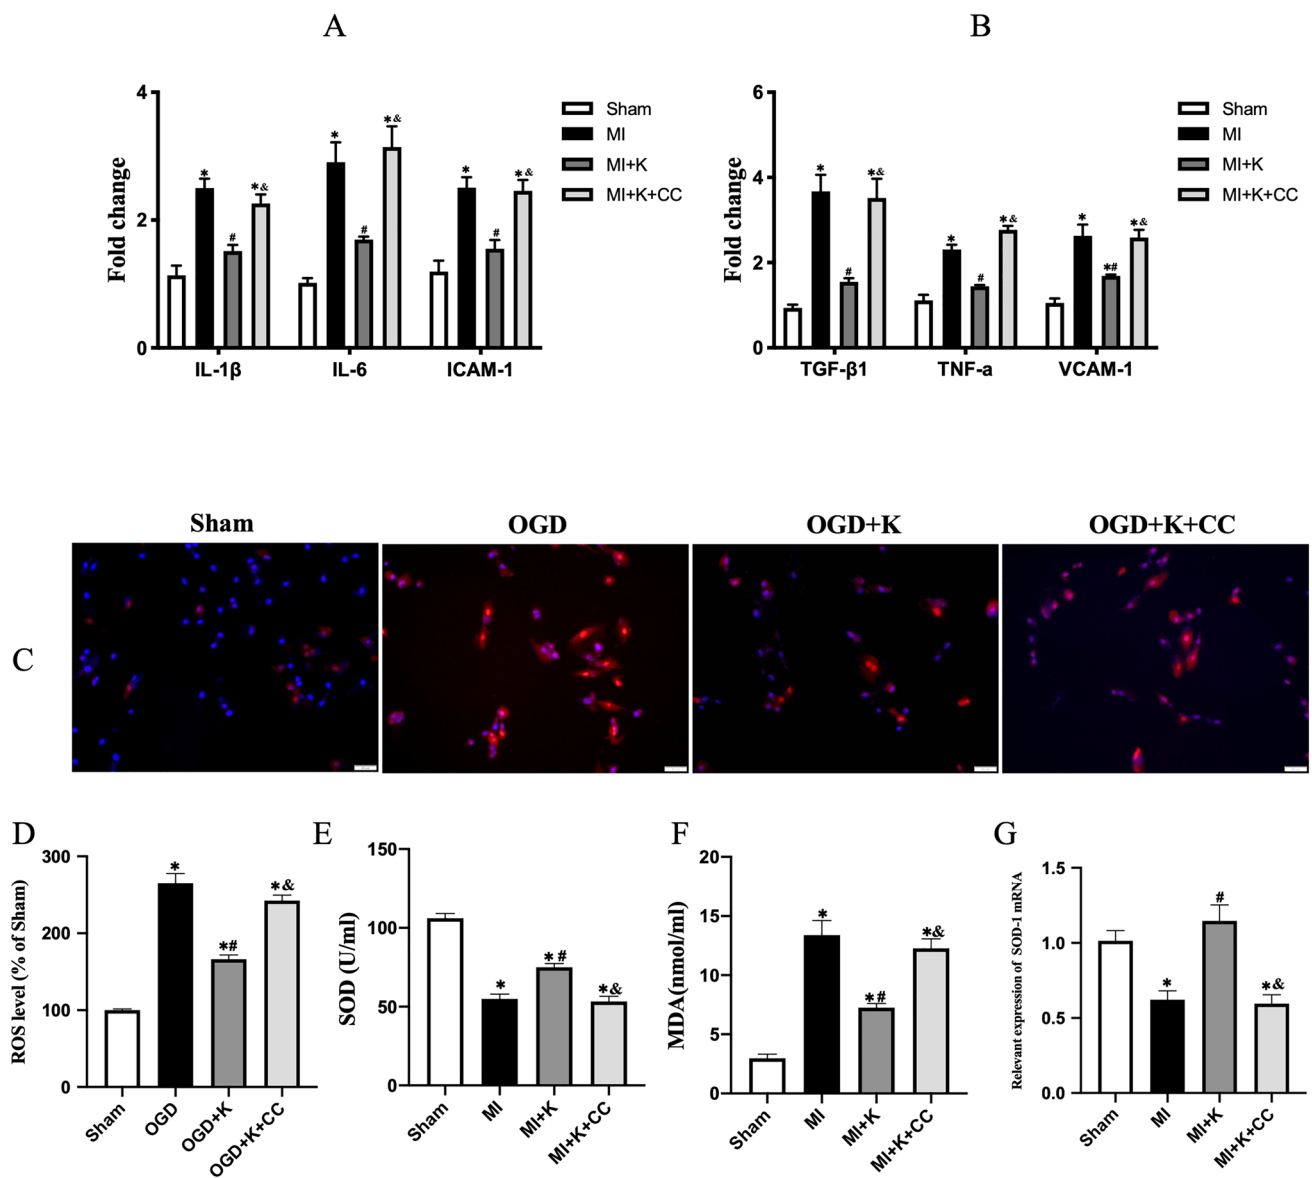 A
B
4
2
0
Fold change
Sham
MI
MI+K
MI+K+CC
*
*&
#
*
*&
#
*
*&
#
IL-1β
IL-6
ICAM-1
6
4
2
0
Fold change
Sham
MI
MI+K
MI+K+CC
*
*&
#
*
*&
#
*
*&
*#
TGF-β1
TNF-a
VCAM-1
C
Sham
OGD
OGD+K
OGD+K+CC
D
ROS level (% of Sham)
300
200
100
0
*
*#
*&
Sham
OGD
OGD+K
OGD+K+CC
E
SOD (U/ml)
150
100
50
0
*
*#
*&
Sham
MI
MI+K
MI+K+CC
F
MDA(nmol/ml)
20
15
10
5
0
*
*#
*&
Sham
MI
MI+K
MI+K+CC
G
Relevant expression of SOD-1 mRNA
1.5
1.0
0.5
0.0
*
#
*&
Sham
MI
MI+K
MI+K+CC